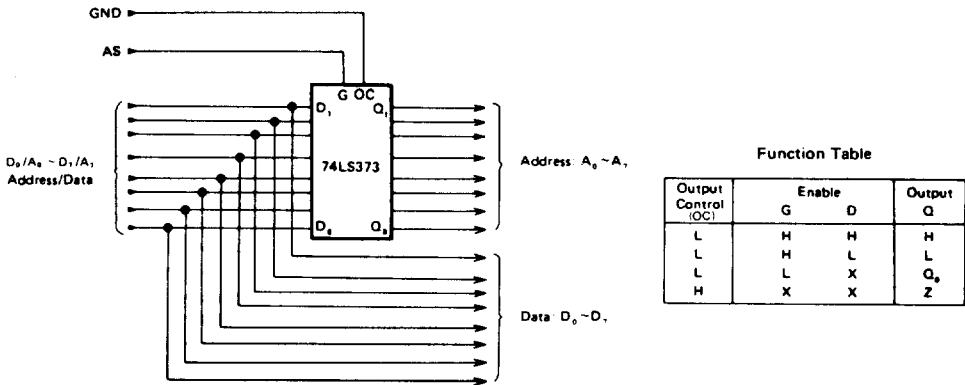 GND
AS
G OC
D₁ Q₁
74LS373
D₈ Q₈
D₀/A₀ ~ D₇/A₇
Address/Data
Address: A₀ ~ A₇
Data: D₀ ~ D₇
Function Table
Output Control (OC) Enable Output
G D Q
L H H H
L H L L
L L X Q₀
H X X Z